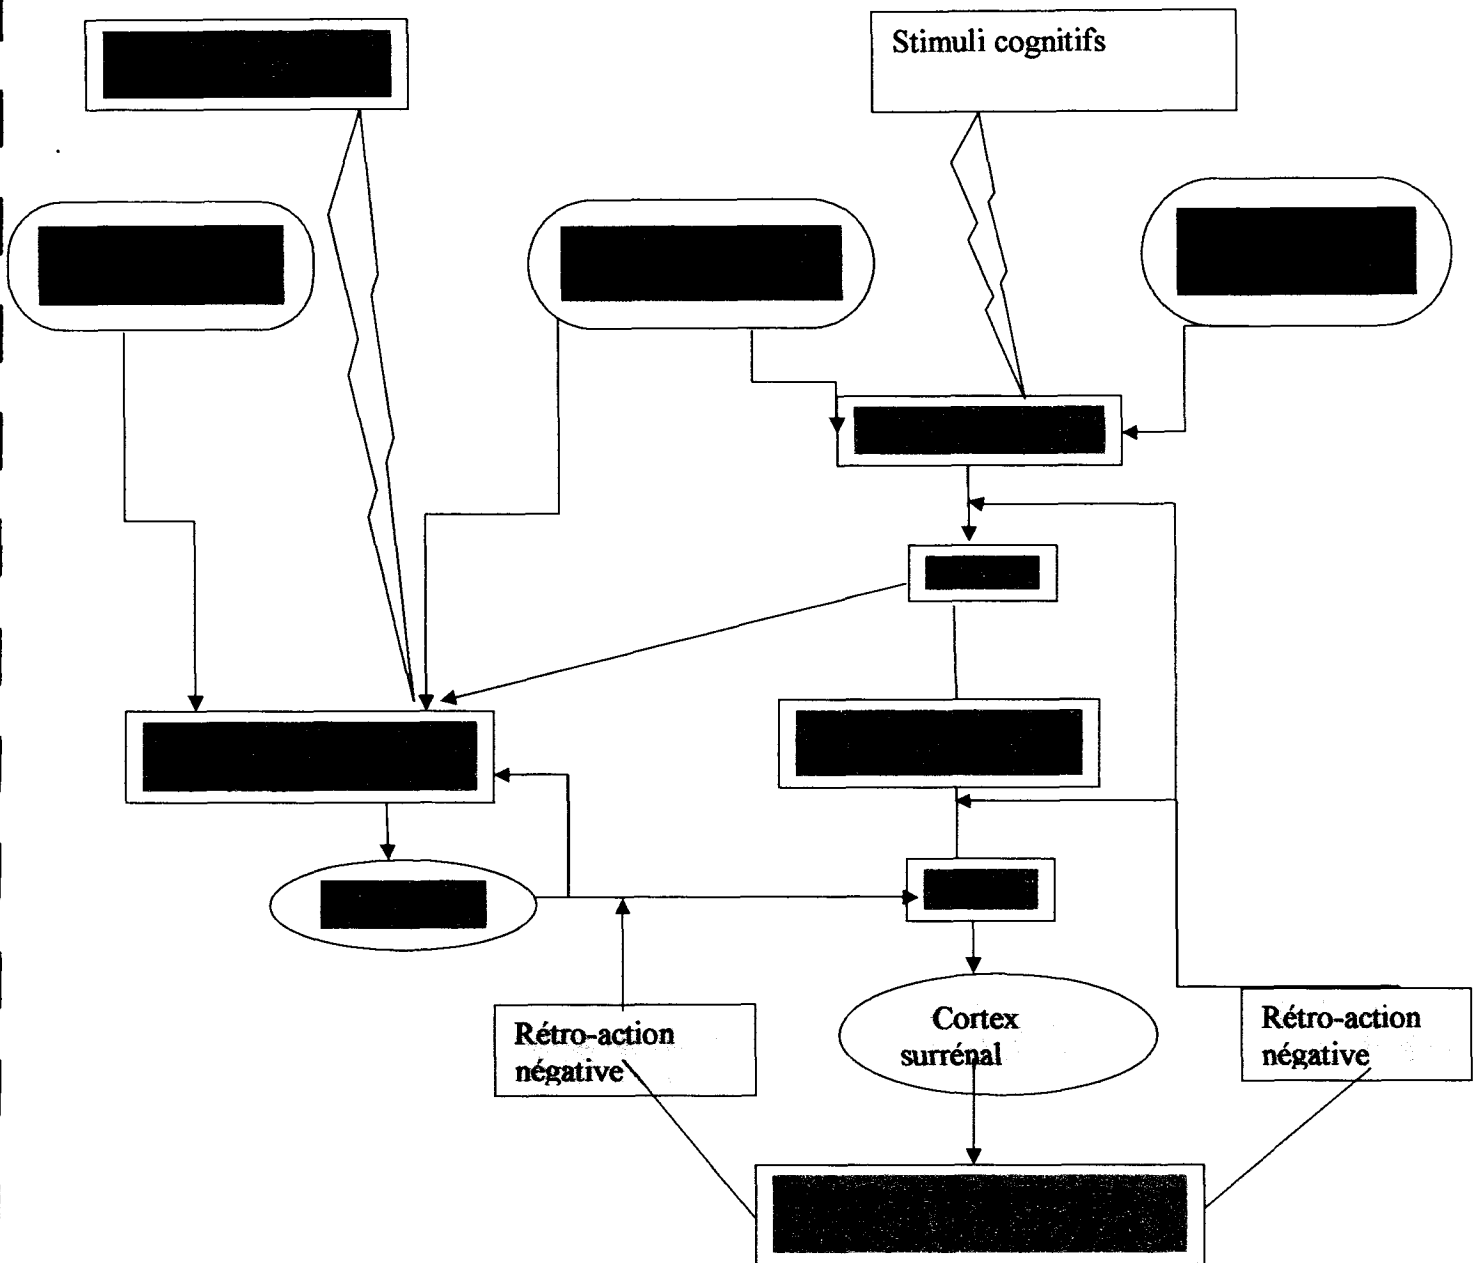 Stimuli cognitifs
Rétro-action
négative
Cortex
surrénal
Rétro-action
négative